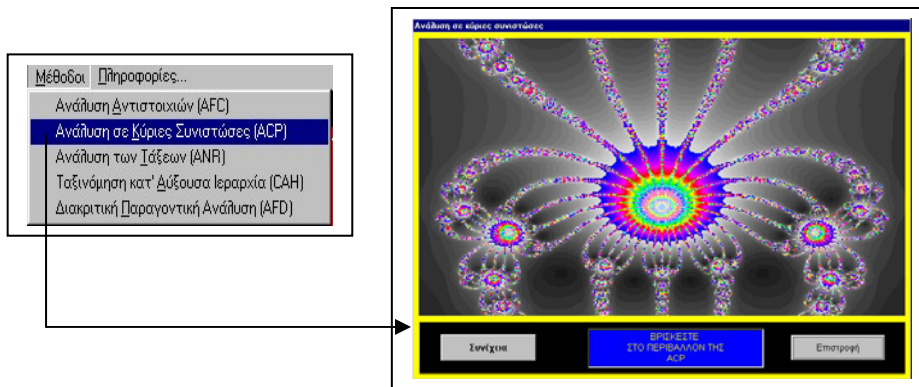 Μέθοδοι Πληροφορίες...
Ανάλυση Αντιστοιχιών (AFC)
Ανάλυση σε Κύριες Συνιστώσες (ACP)
Ανάλυση των Τάξεων (ANR)
Ταξινόμηση κατ' Αύξουσα Ιεραρχία (CAH)
Διακριτική Παραγοντική Ανάλυση (AFD)
Ανάλυση σε κύριες συνιστώσες
Συνέχεια
ΒΡΙΣΚΕΣΤΕ
ΣΤΟ ΠΕΡΙΒΑΛΛΟΝ ΤΗΣ
ACP
Επιστροφή